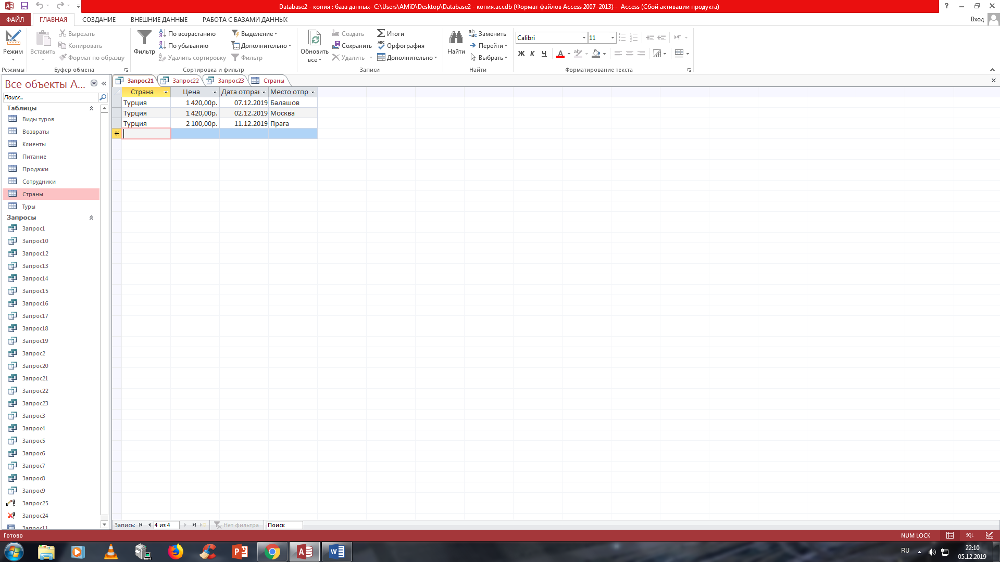 Database2 - копия : база данных- C:\Users\AMiD\Desktop\Database2 - копия.accdb (Формат файлов Access 2007–2013) - Access (Сбой активации продукта)
?
ФАЙЛ ГЛАВНАЯ СОЗДАНИЕ ВНЕШНИЕ ДАННЫЕ РАБОТА С БАЗАМИ ДАННЫХ Вход
Режим
Режимы
Вставить
Вырезать
Копировать
Формат по образцу
Буфер обмена
Фильтр
По возрастанию
По убыванию
Удалить сортировку
Выделение
Дополнительно
Фильтр
Сортировка и фильтр
Обновить все
Создать
Сохранить
Удалить
Итоги
Орфография
Дополнительно
Записи
Найти
Заменить
Перейти
Выбрать
Найти
Calibri 11
Ж К Ч А
Форматирование текста
Все объекты A...
Поиск...
Таблицы
Виды туров
Возвраты
Клиенты
Питание
Продажи
Сотрудники
Страны
Туры
Запросы
Запрос1
Запрос10
Запрос12
Запрос13
Запрос14
Запрос15
Запрос16
Запрос17
Запрос18
Запрос19
Запрос2
Запрос20
Запрос21
Запрос22
Запрос23
Запрос3
Запрос4
Запрос5
Запрос6
Запрос7
Запрос8
Запрос9
Запрос25
Запрос24
Запрос11
Запрос21 Запрос22 Запрос23 Страны
Страна Цена Дата отправ Место отпр
Турция 1 420,00р. 07.12.2019 Балашов
Турция 1 420,00р. 02.12.2019 Москва
Турция 2 100,00р. 11.12.2019 Прага
Запись: 4 из 4 Нет фильтра Поиск
Готово NUM LOCK SQL
RU
22:10
05.12.2019